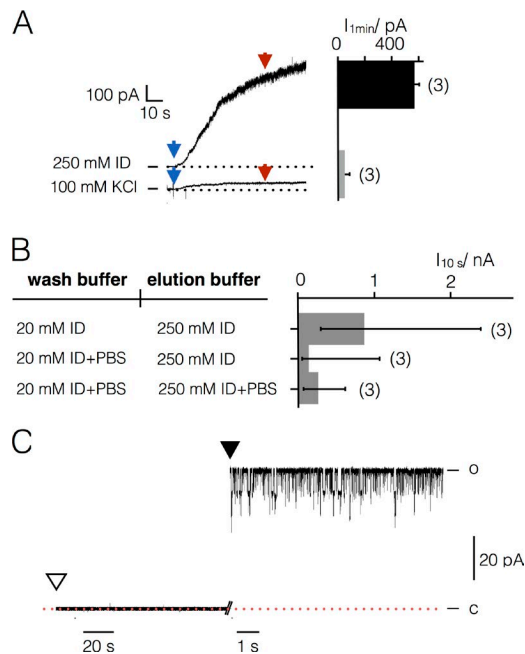 A
I1min/ pA
0 400
100 pA
10 s
(3)
250 mM ID
100 mM KCl
(3)
B
I10 s/ nA
wash buffer elution buffer
0 1 2
20 mM ID 250 mM ID
(3)
20 mM ID+PBS 250 mM ID
(3)
20 mM ID+PBS 250 mM ID+PBS
(3)
C
O
20 pA
C
20 s 1 s